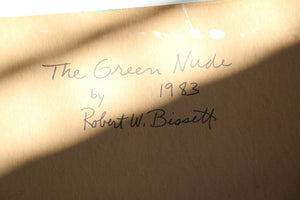 The Green Nude
by 1983
Robert W. Bissett